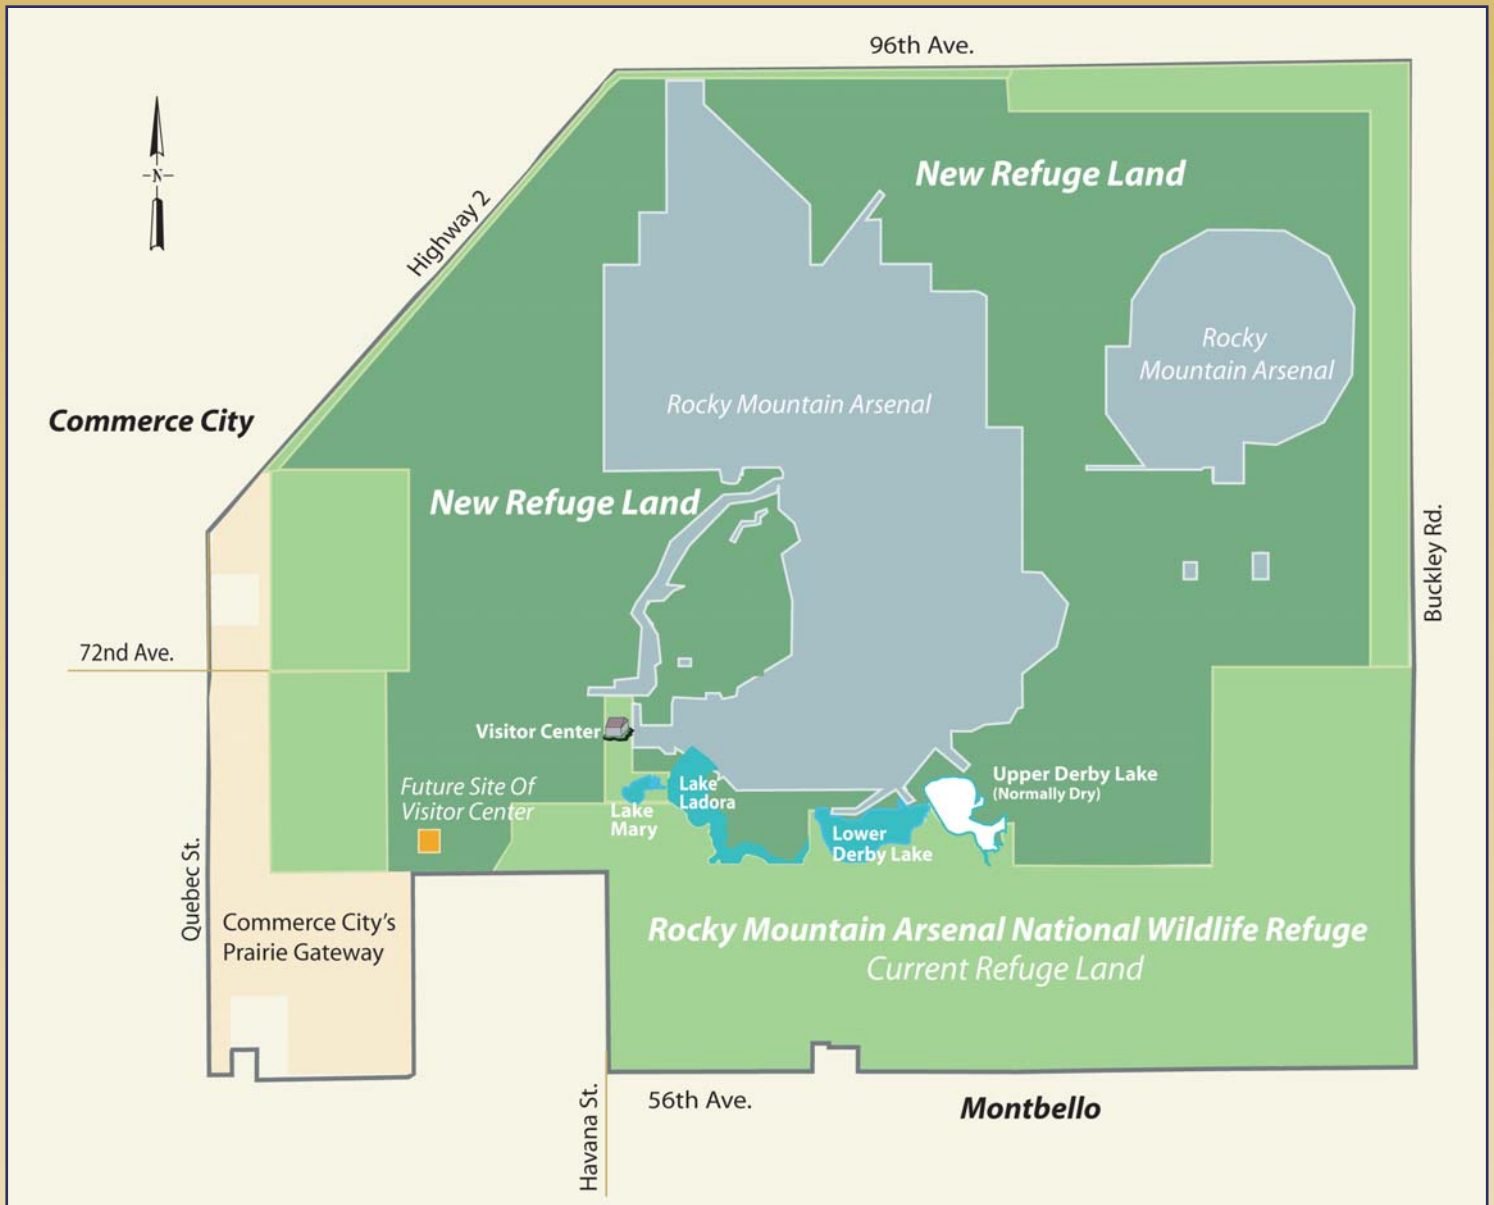 96th Ave.
N
New Refuge Land
Highway 2
Rocky
Mountain Arsenal
Rocky Mountain Arsenal
Commerce City
New Refuge Land
Buckley Rd.
72nd Ave.
Visitor Center
Future Site Of
Visitor Center
Lake
Ladora
Lake
Mary
Upper Derby Lake
(Normally Dry)
Lower
Derby Lake
Quebec St.
Commerce City’s
Prairie Gateway
Rocky Mountain Arsenal National Wildlife Refuge
Current Refuge Land
Havana St.
56th Ave.
Montbello